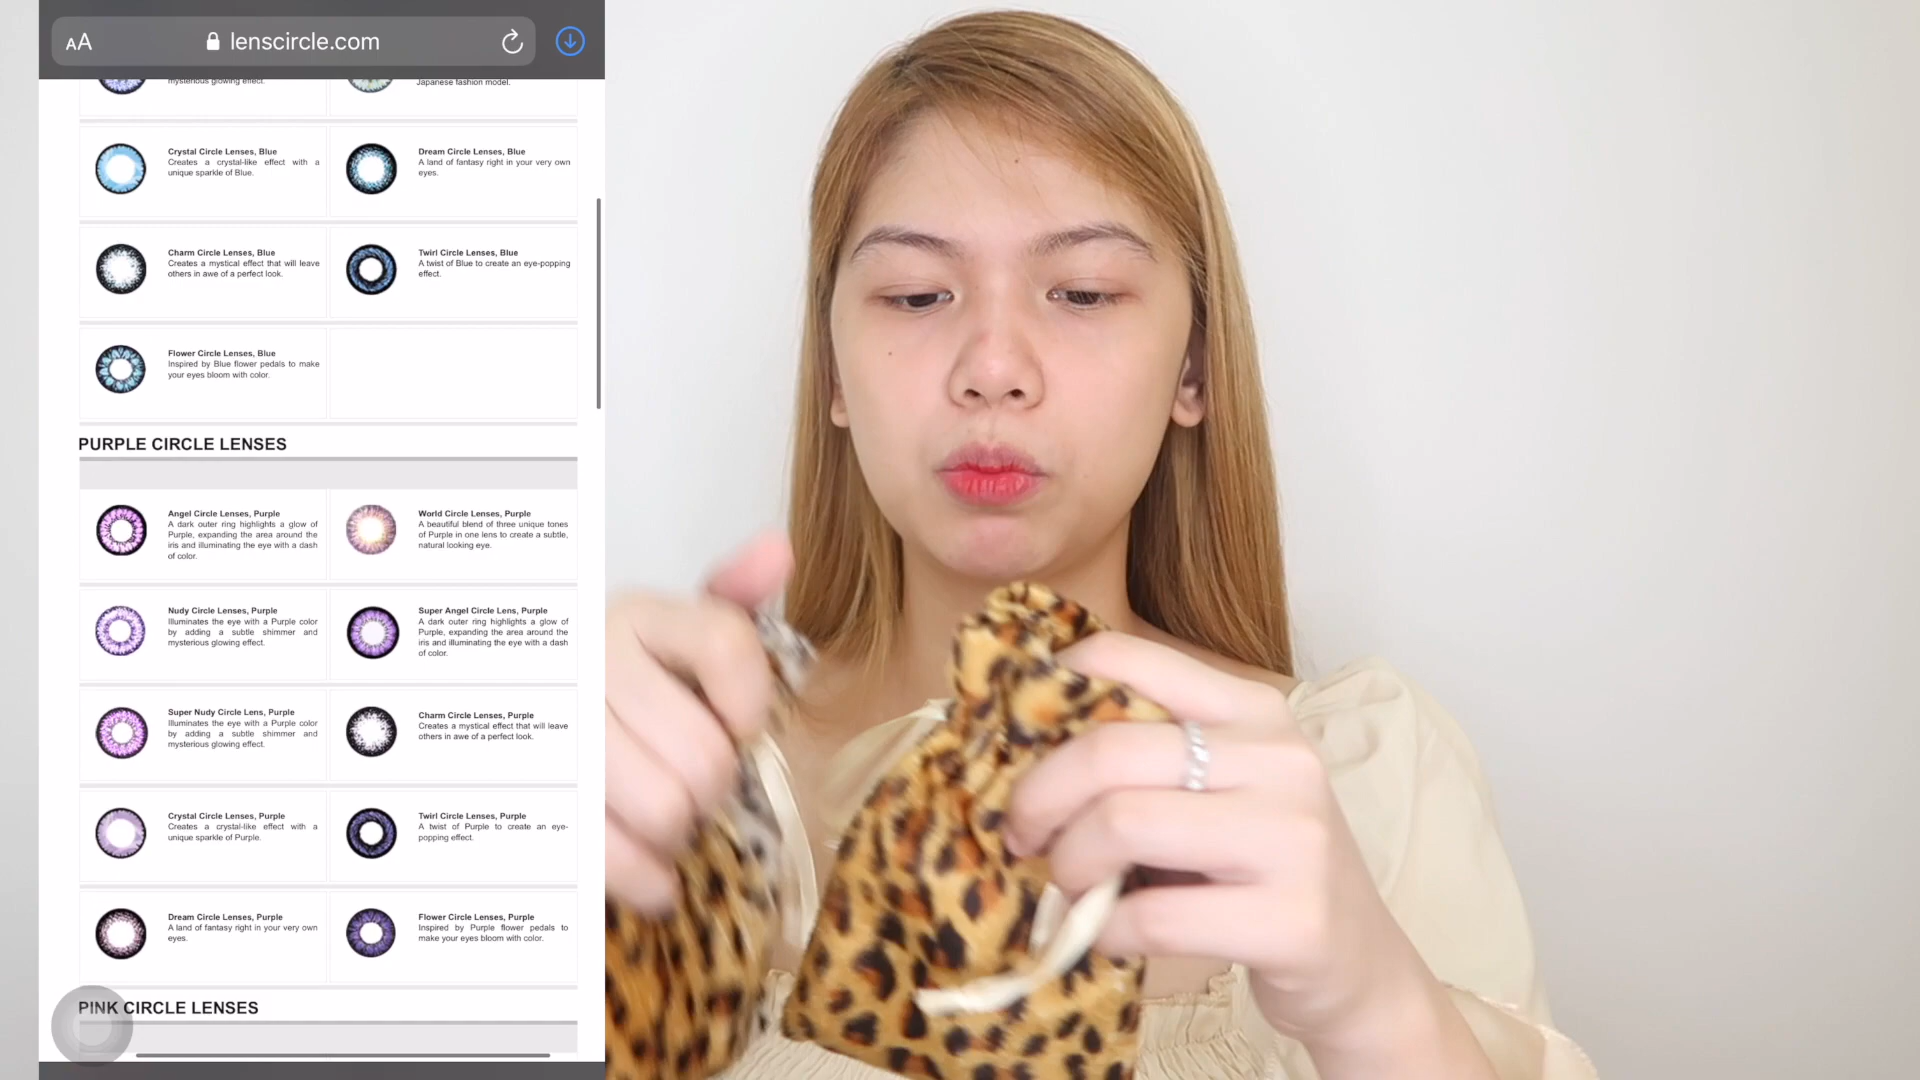 AA lenscircle.com
mysterious glowing effect.
Japanese fashion model.
Crystal Circle Lenses, Blue
Creates a crystal-like effect with a
unique sparkle of Blue.
Dream Circle Lenses, Blue
A land of fantasy right in your very own
eyes.
Charm Circle Lenses, Blue
Creates a mystical effect that will leave
others in awe of a perfect look.
Twirl Circle Lenses, Blue
A twist of Blue to create an eye-popping
effect.
Flower Circle Lenses, Blue
Inspired by Blue flower pedals to make
your eyes bloom with color.
PURPLE CIRCLE LENSES
Angel Circle Lenses, Purple
A dark outer ring highlights a glow of
Purple, expanding the area around the
iris and illuminating the eye with a dash
of color.
World Circle Lenses, Purple
A beautiful blend of three unique tones
of Purple in one lens to create a subtle,
natural looking eye.
Nudy Circle Lenses, Purple
Illuminates the eye with a Purple color
by adding a subtle shimmer and
mysterious glowing effect.
Super Angel Circle Lens, Purple
A dark outer ring highlights a glow of
Purple, expanding the area around the
iris and illuminating the eye with a dash
of color.
Super Nudy Circle Lens, Purple
Illuminates the eye with a Purple color
by adding a subtle shimmer and
mysterious glowing effect.
Charm Circle Lenses, Purple
Creates a mystical effect that will leave
others in awe of a perfect look.
Crystal Circle Lenses, Purple
Creates a crystal-like effect with a
unique sparkle of Purple.
Twirl Circle Lenses, Purple
A twist of Purple to create an eye-
popping effect.
Dream Circle Lenses, Purple
A land of fantasy right in your very own
eyes.
Flower Circle Lenses, Purple
Inspired by Purple flower pedals to
make your eyes bloom with color.
PINK CIRCLE LENSES